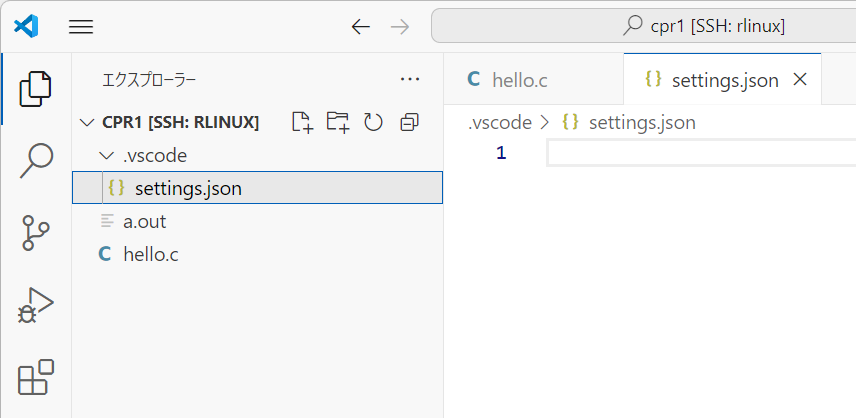 cpr1 [SSH: rlinux]
エクスプローラー
CPR1 [SSH: RLINUX]
.vscode
{} settings.json
a.out
C hello.c
C hello.c
{} settings.json
.vscode > {} settings.json
1